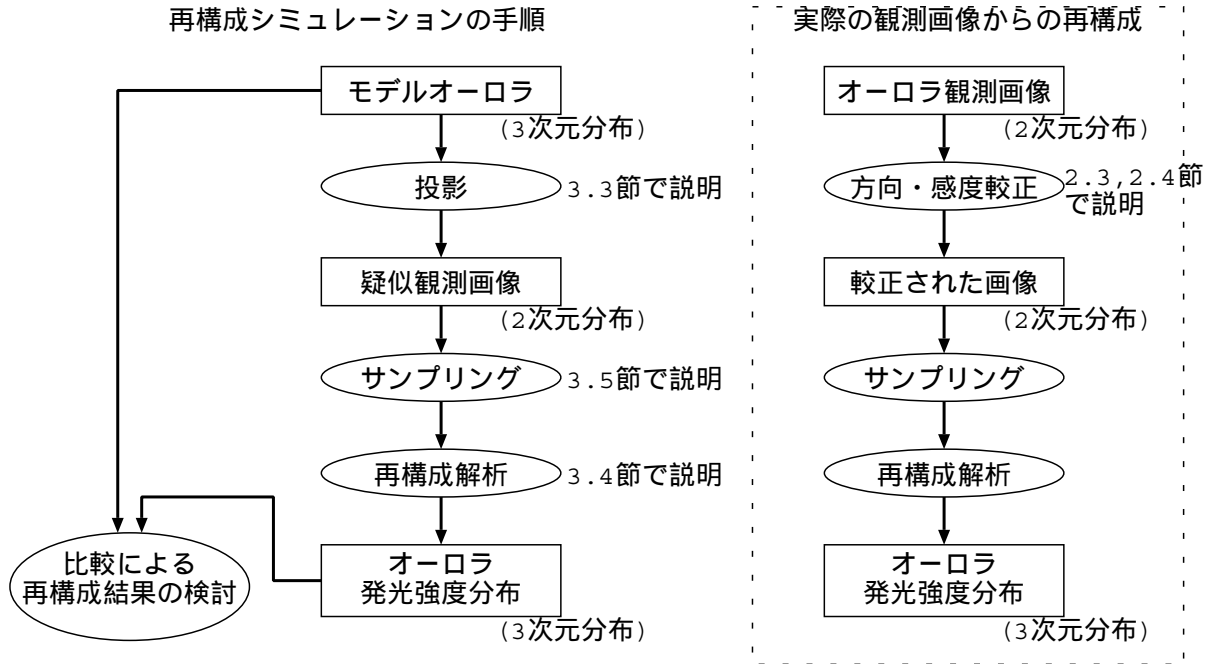 再構成シミュレーションの手順
モデルオーロラ
(3次元分布)
投影
3.3節で説明
疑似観測画像
(2次元分布)
サンプリング
3.5節で説明
再構成解析
3.4節で説明
オーロラ
発光強度分布
(3次元分布)
比較による
再構成結果の検討
実際の観測画像からの再構成
オーロラ観測画像
(2次元分布)
方向・感度較正
2.3,2.4節
で説明
較正された画像
(2次元分布)
サンプリング
再構成解析
オーロラ
発光強度分布
(3次元分布)